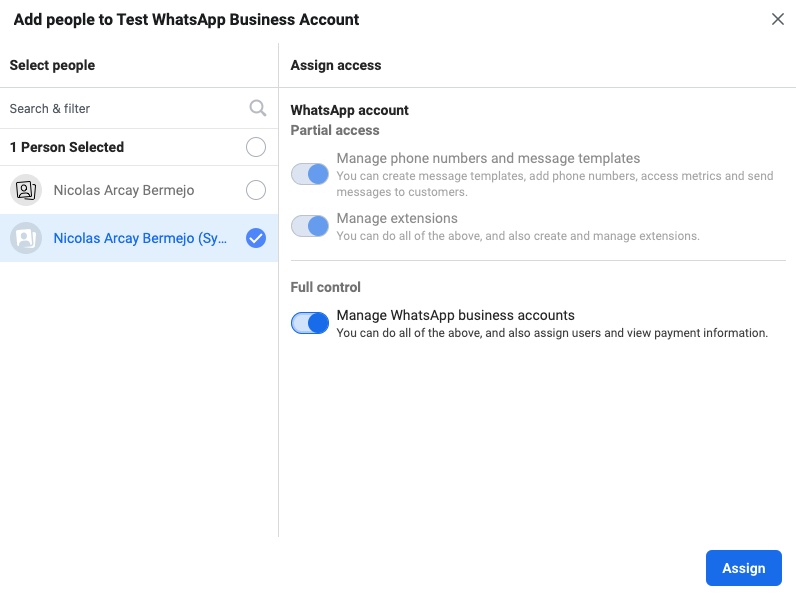 Add people to Test WhatsApp Business Account
Select people
Search & filter
1 Person Selected
Nicolas Arcay Bermejo
Nicolas Arcay Bermejo (Sy...
Assign access
WhatsApp account
Partial access
Manage phone numbers and message templates
You can create message templates, add phone numbers, access metrics and send
messages to customers.
Manage extensions
You can do all of the above, and also create and manage extensions.
Full control
Manage WhatsApp business accounts
You can do all of the above, and also assign users and view payment information.
Assign